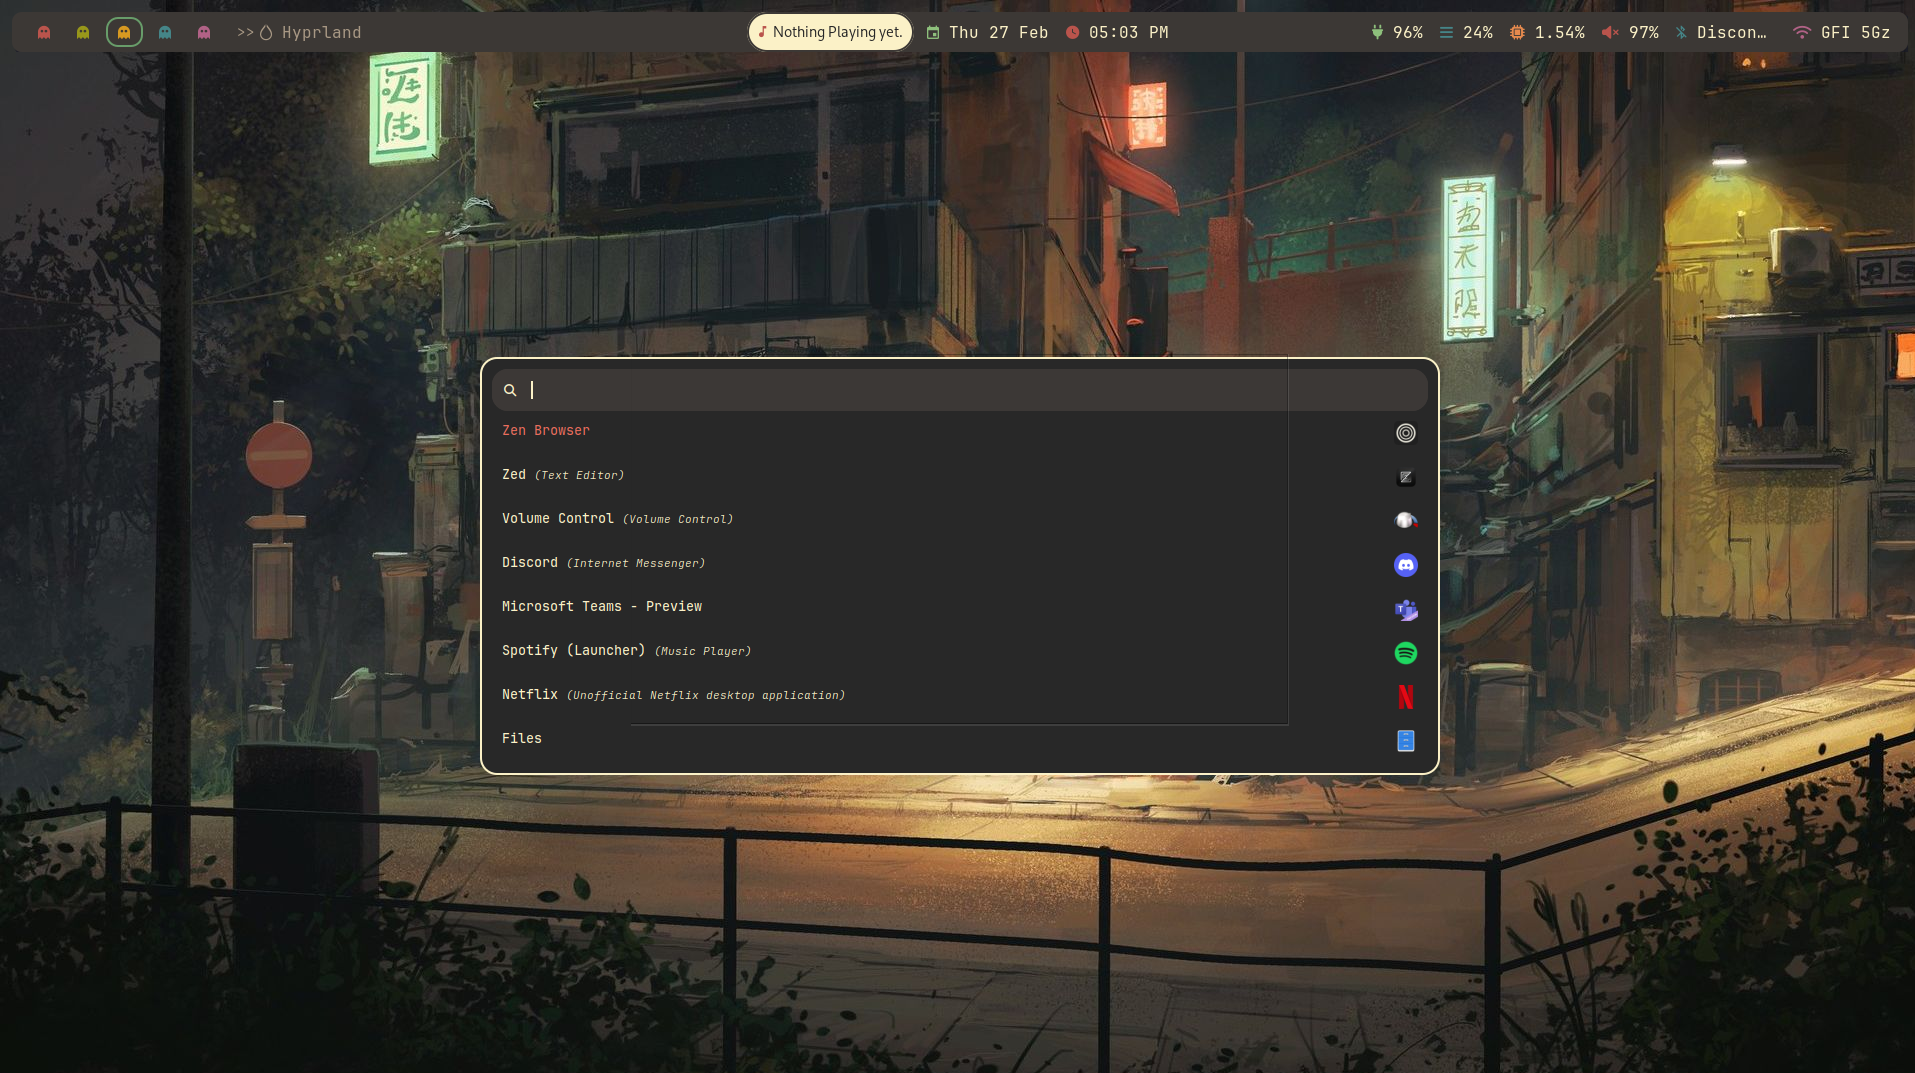 >> Hyprland
Nothing Playing yet.
Thu 27 Feb
05:03 PM
96%
24%
1.54%
97%
Discon…
GFI 5Gz
Zen Browser
Zed (Text Editor)
Volume Control (Volume Control)
Discord (Internet Messenger)
Microsoft Teams - Preview
Spotify (Launcher) (Music Player)
Netflix (Unofficial Netflix desktop application)
Files